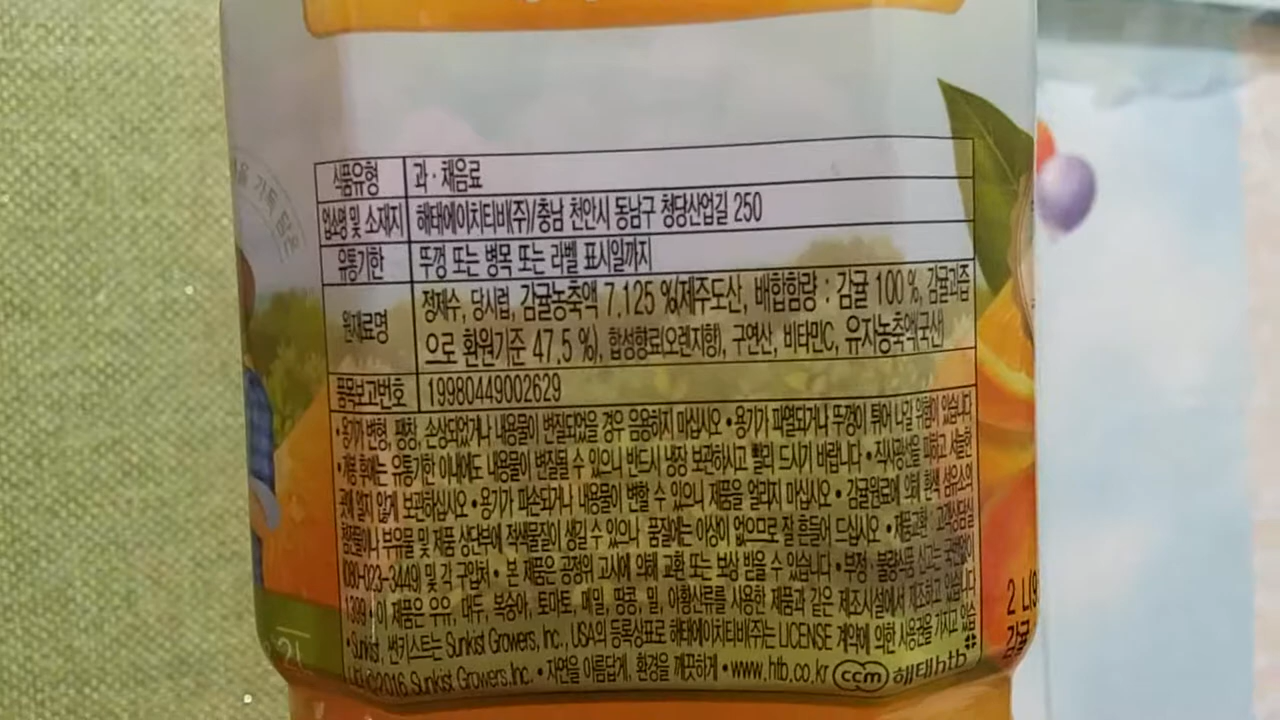 을 가득 담은
식품유형 과·채음료
업소명 및 소재지 해태에이치티비(주)/충남 천안시 동남구 청당산업길 250
유통기한 뚜껑 또는 병목 또는 라벨 표시일까지
원재료명 정제수, 당시럽, 감귤농축액 7.125 %(제주도산, 배합함량 : 감귤 100 %, 감귤과즙
으로 환원기준 47.5 %), 합성향료(오렌지향), 구연산, 비타민C, 유자농축액(국산)
품목보고번호 19980449002629
•용기가 변형, 팽창, 손상되었거나 내용물이 변질되었을 경우 음용하지 마십시오 •용기가 파열되거나 뚜껑이 튀어 나갈 위험이 있습니다
•개봉 후에는 유통기한 이내에도 내용물이 변질될 수 있으니 반드시 냉장 보관하시고 빨리 드시기 바랍니다 •직사광선을 피하고 서늘한
곳에 얼지 않게 보관하십시오 •용기가 파손되거나 내용물이 변할 수 있으니 제품을 얼리지 마십시오 • 감귤원료에 의해 흰색 섬유소의
침전물이나 부유물 및 제품 상단부에 적색물질이 생길 수 있으나 품질에는 이상이 없으므로 잘 흔들어 드십시오 •제품교환 : 고객상담실
(080-023-3449) 및 각 구입처 • 본 제품은 공정위 고시에 의해 교환 또는 보상 받을 수 있습니다 •부정·불량식품 신고는 국번없이
1399 •이 제품은 우유, 대두, 복숭아, 토마토, 메밀, 땅콩, 밀, 아황산류를 사용한 제품과 같은 제조시설에서 제조하고 있습니다
•Sunkist, 썬키스트는 Sunkist Growers, Inc., USA의 등록상표로 해태에이치티비(주)는 LICENSE 계약에 의한 사용권을 가지고 있습
니다 ©2016 Sunkist Growers,Inc. •자연을 아름답게, 환경을 깨끗하게 •www.htb.co.kr ccm 해태htb
2 L
감귤